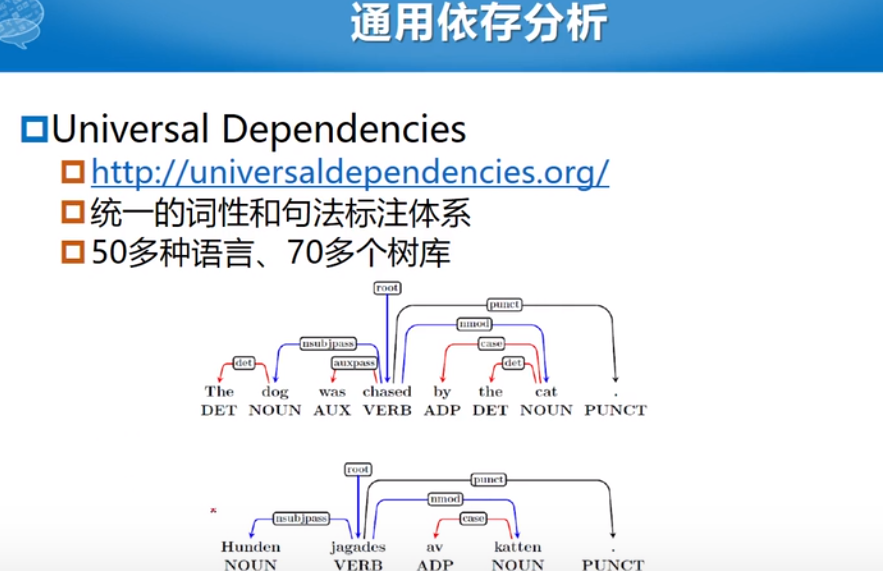 通用依存分析
Universal Dependencies
http://universaldependencies.org/
统一的词性和句法标注体系
50多种语言、70多个树库
root
punct
nmod
nsubjpass case
det auxpass det
The dog was chased by the cat .
DET NOUN AUX VERB ADP DET NOUN PUNCT
root
punct
nmod
nsubjpass case
Hunden jagades av katten .
NOUN VERB ADP NOUN PUNCT